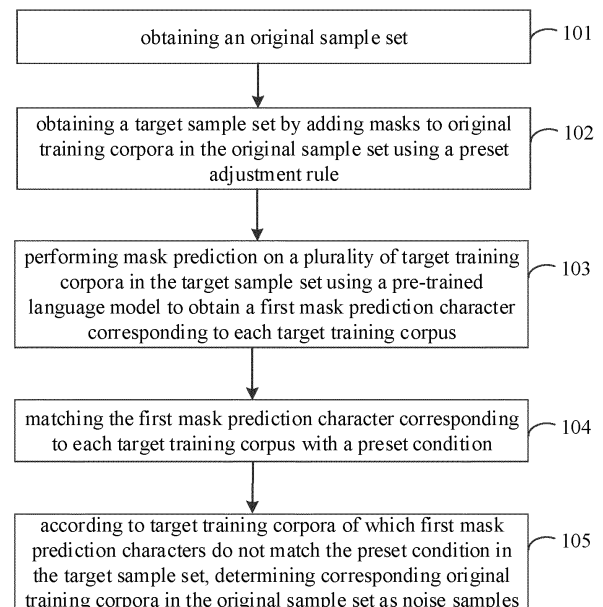 obtaining an original sample set
101
obtaining a target sample set by adding masks to original
training corpora in the original sample set using a preset
adjustment rule
102
performing mask prediction on a plurality of target training
corpora in the target sample set using a pre-trained
language model to obtain a first mask prediction character
corresponding to each target training corpus
103
matching the first mask prediction character corresponding
to each target training corpus with a preset condition
104
according to target training corpora of which first mask
prediction characters do not match the preset condition in
the target sample set, determining corresponding original
training corpora in the original sample set as noise samples
105